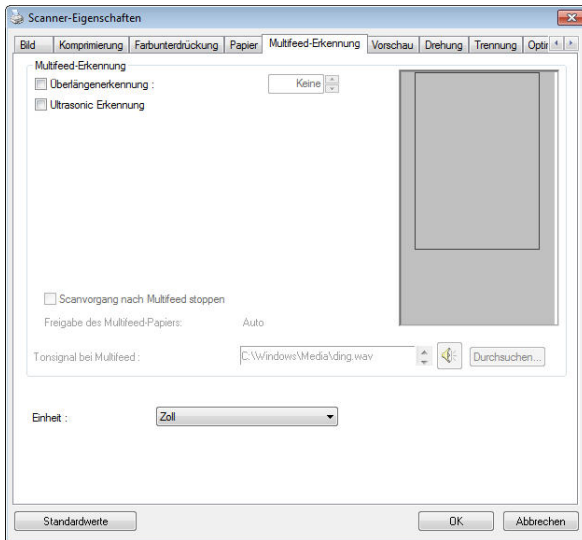 Scanner-Eigenschaften
Bild Komprimierung Farbunterdrückung Papier Multifeed-Erkennung Vorschau Drehung Trennung
Multifeed-Erkennung
Überlängenerkennung : Keine
Ultrasonic Erkennung
Scanvorgang nach Multifeed stoppen
Freigabe des Multifeed-Papiers: Auto
Tonsignal bei Multifeed : C:\Windows\Media\ding.wav Durchsuchen...
Einheit : Zoll
Standardwerte OK Abbrechen